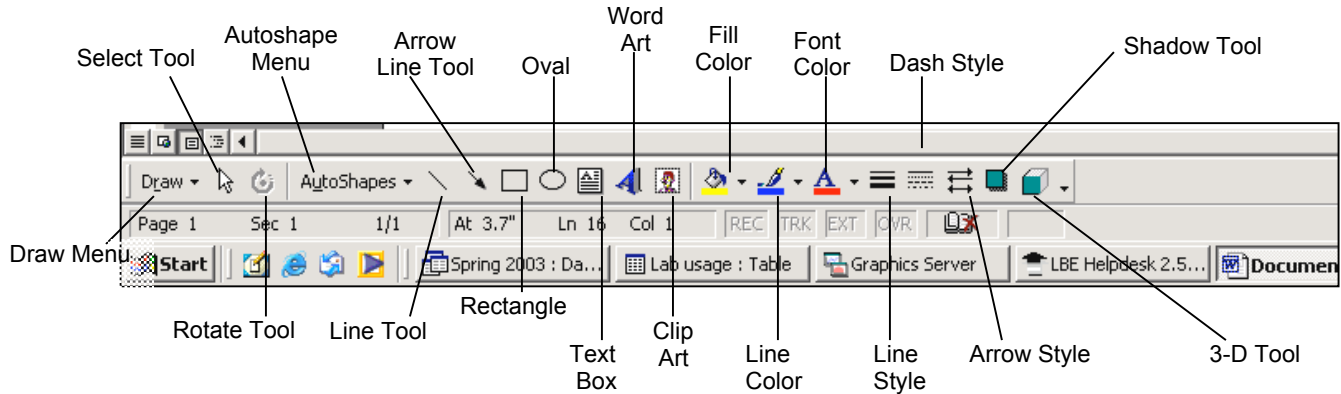 Word
Art
Autoshape
Menu
Arrow
Line Tool
Fill
Color
Font
Color
Select Tool
Oval
Dash Style
Shadow Tool
Draw
AutoShapes
Page 1 Sec 1 1/1 At 3.7" Ln 16 Col 1 REC TRK EXT OVR
Draw Menu
Start Spring 2003 : Da... Lab usage : Table Graphics Server LBE Helpdesk 2.5... Documen
Rotate Tool
Line Tool
Rectangle
Text
Box
Clip
Art
Line
Color
Line
Style
Arrow Style
3-D Tool